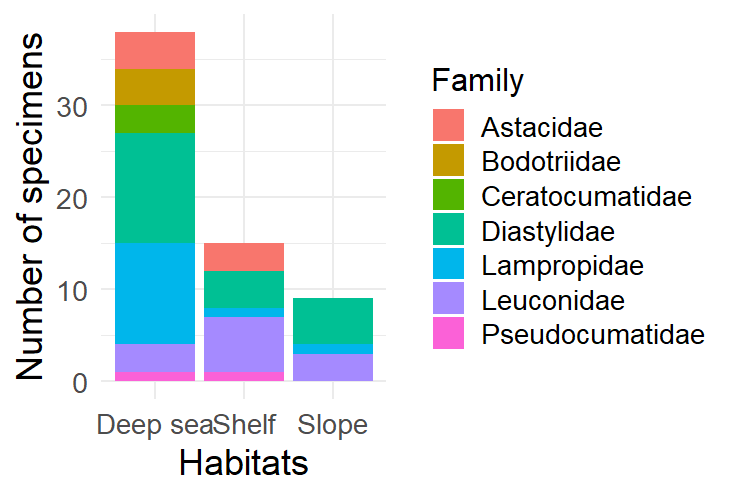 Number of specimens
30
20
10
0
Deep sea Shelf Slope
Habitats
Family
Astacidae
Bodotriidae
Ceratocumatidae
Diastylidae
Lampropidae
Leuconidae
Pseudocumatidae